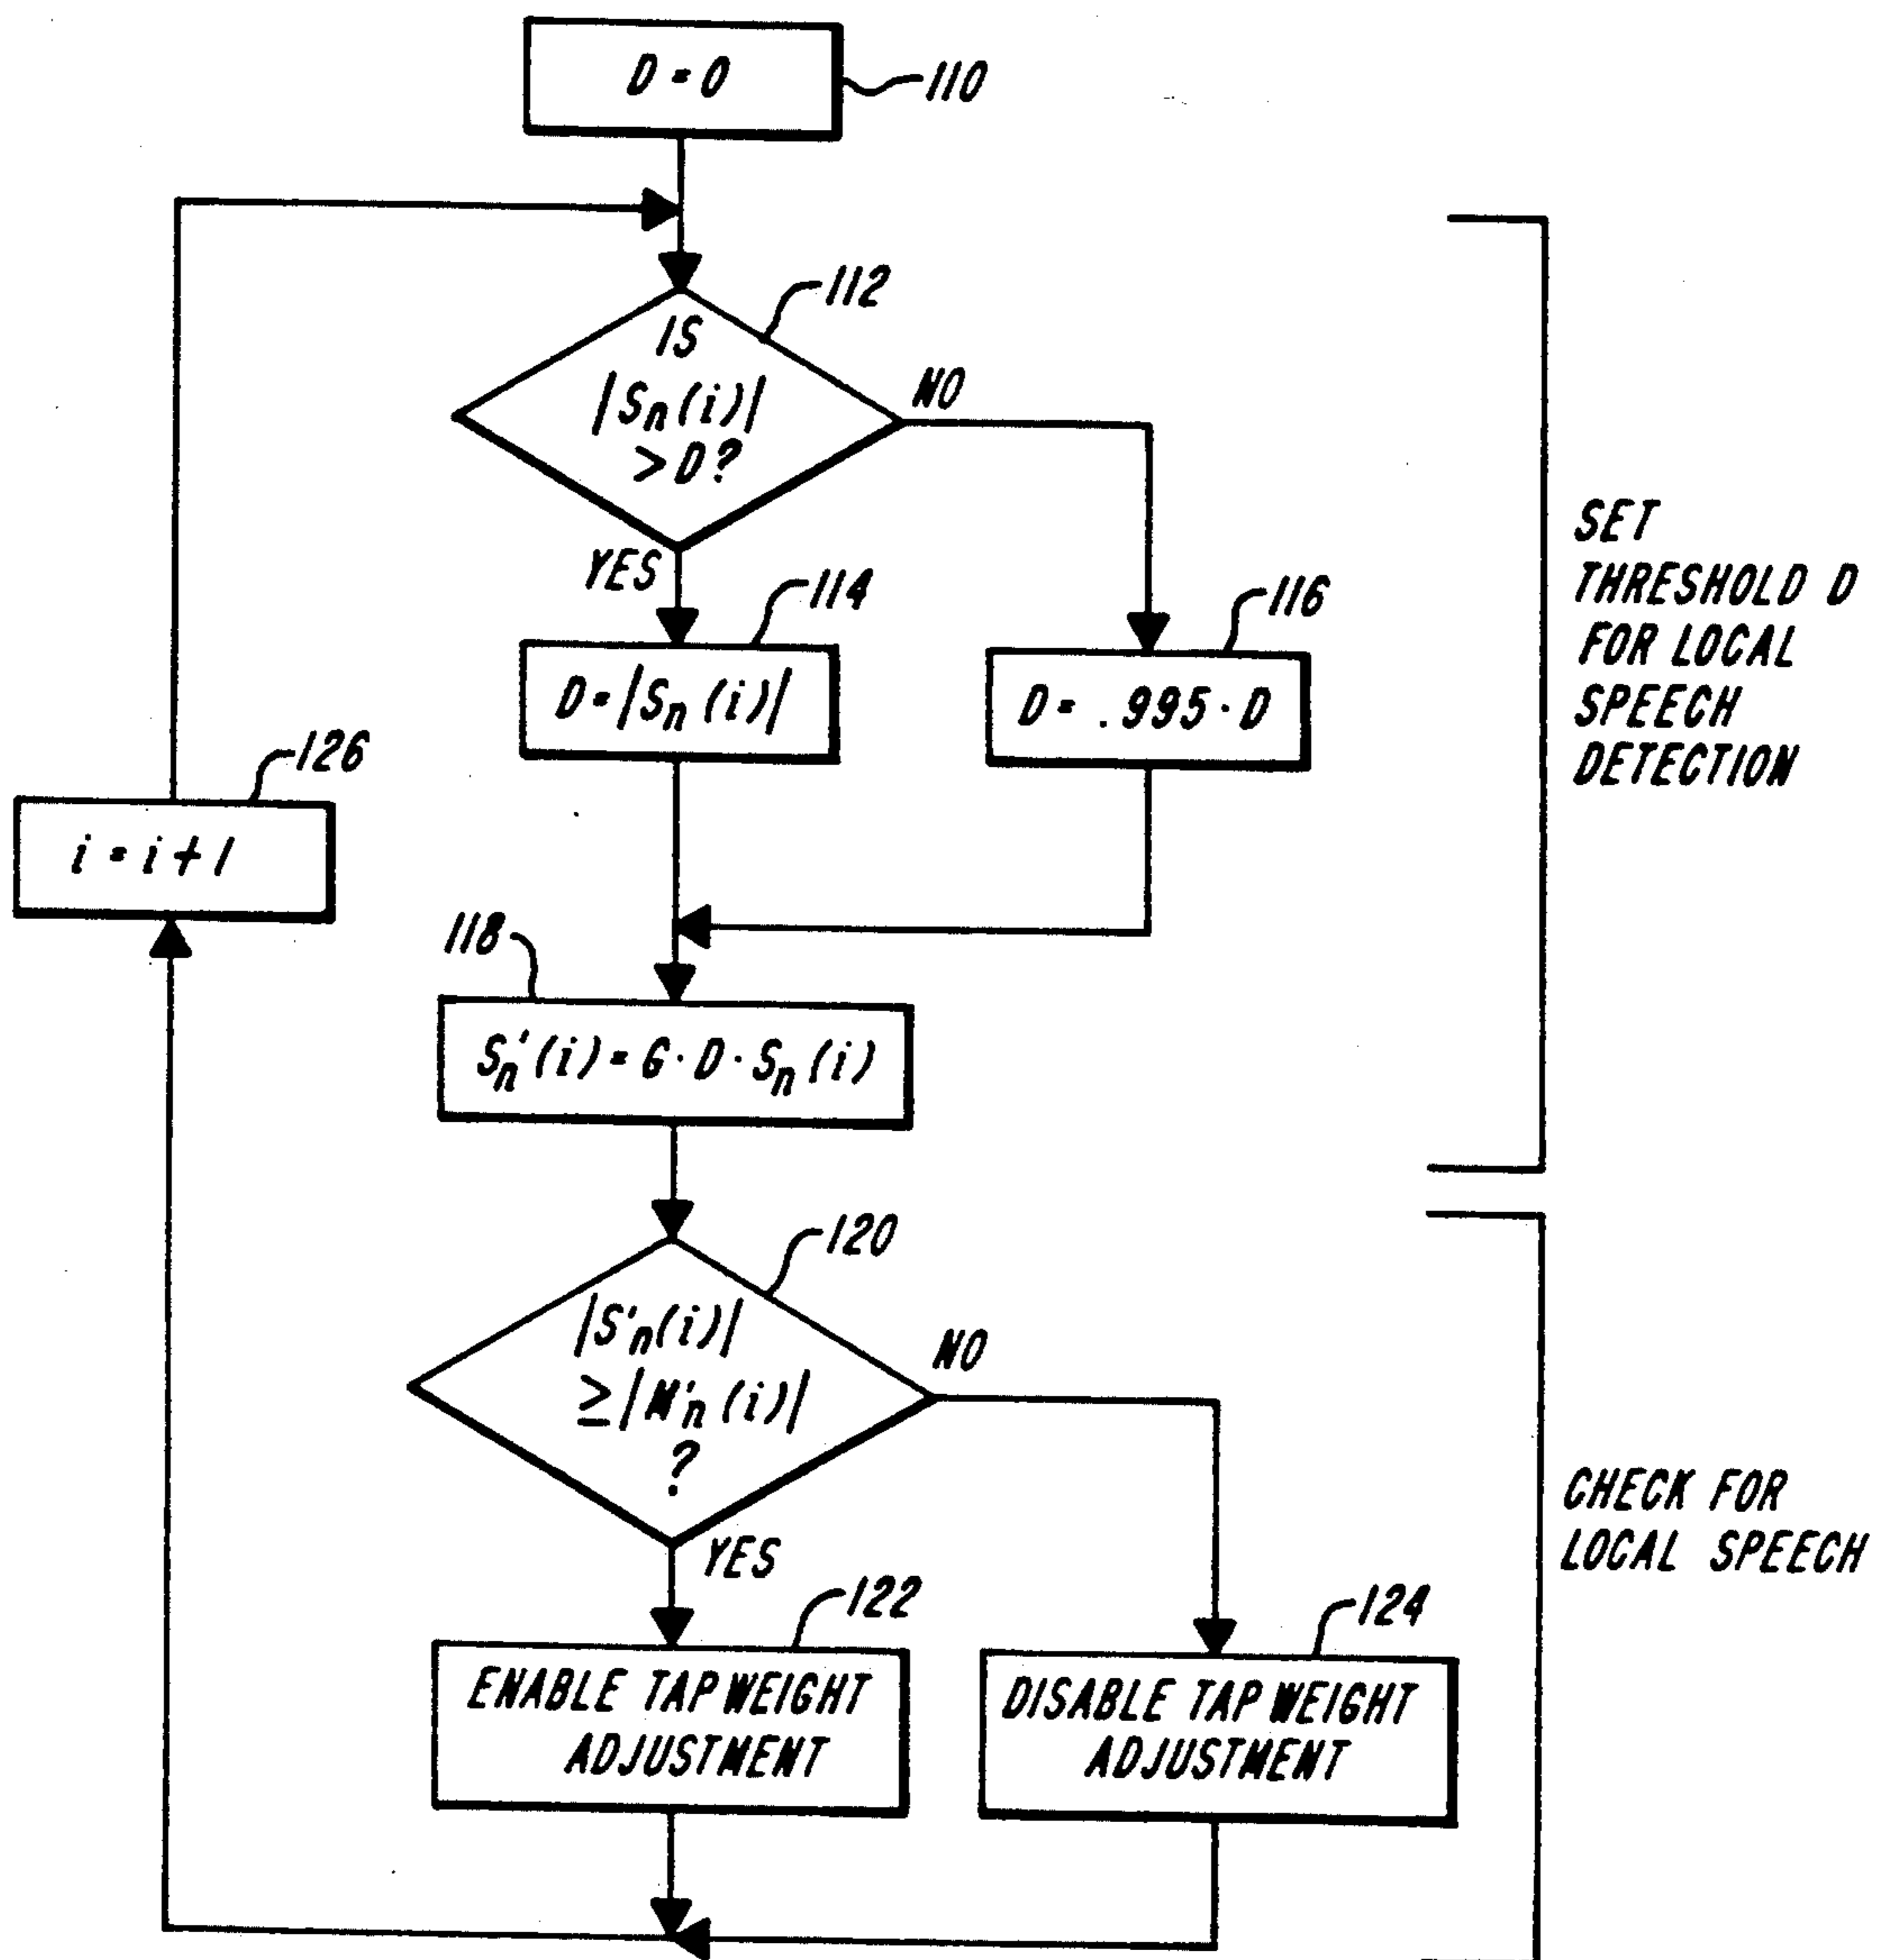 D = 0
110
112
IS
|Sn(i)|
> D?
NO
YES
114
116
D = |Sn(i)|
D = .995 · D
SET
THRESHOLD D
FOR LOCAL
SPEECH
DETECTION
126
i = i + 1
118
Sn'(i) = G · D · Sn(i)
120
|S'n(i)|
≥ |M'n(i)|
?
NO
YES
122
124
ENABLE TAP WEIGHT
ADJUSTMENT
DISABLE TAP WEIGHT
ADJUSTMENT
CHECK FOR
LOCAL SPEECH